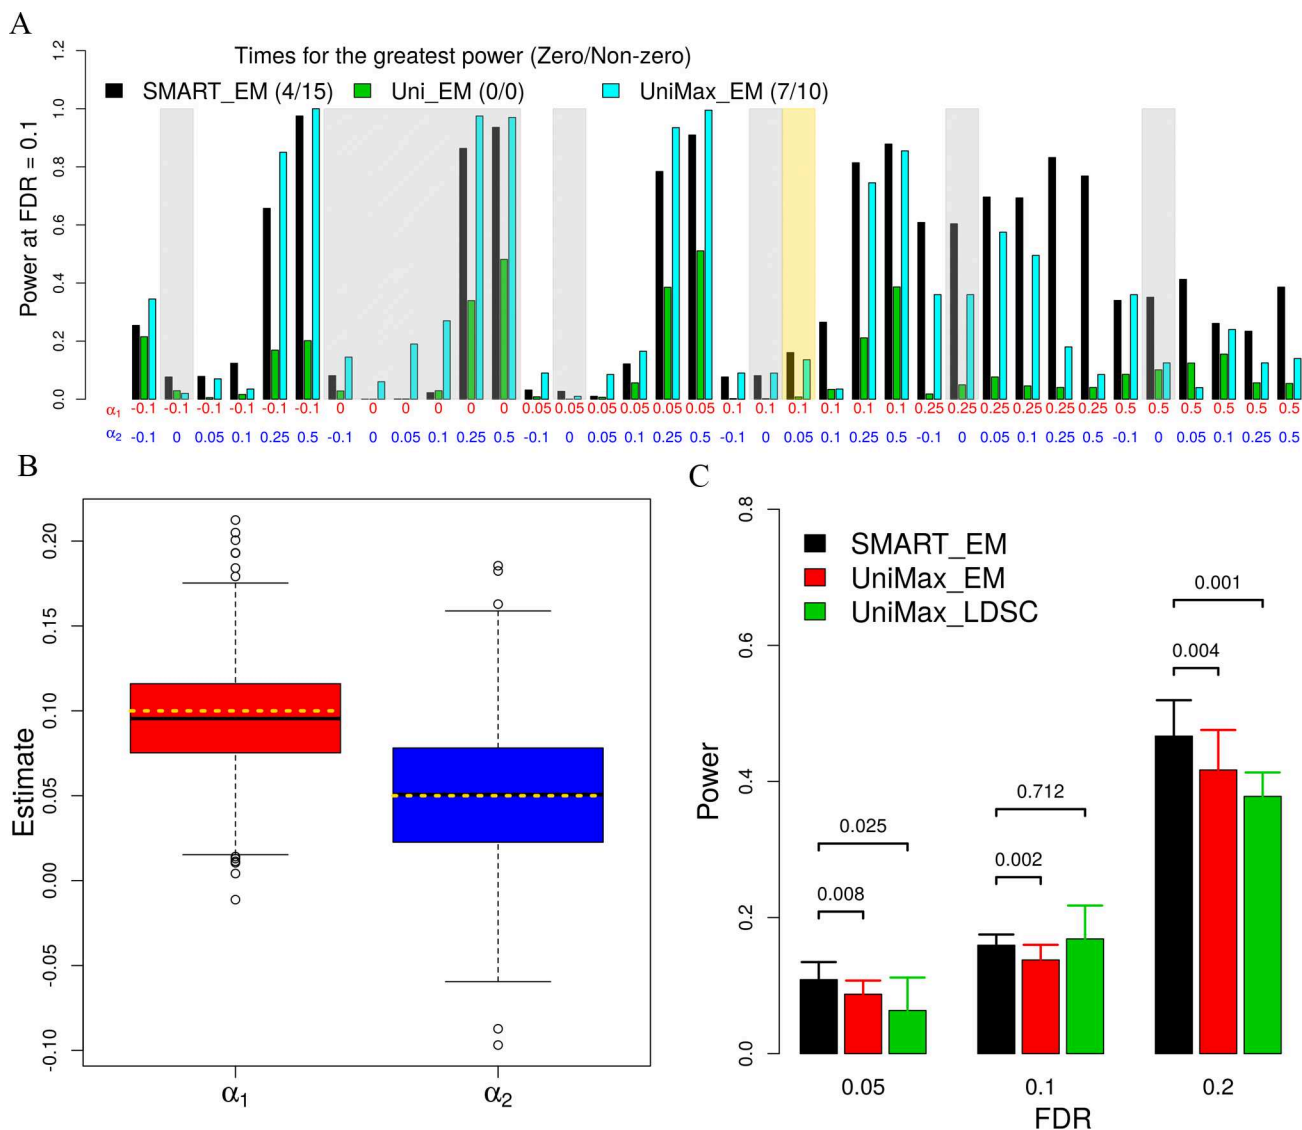 A
Times for the greatest power (Zero/Non-zero)
SMART_EM (4/15) Uni_EM (0/0) UniMax_EM (7/10)
Power at FDR = 0.1
1.2
1.0
0.8
0.6
0.4
0.2
0.0
α1 -0.1 -0.1 -0.1 -0.1 -0.1 -0.1 0 0 0 0 0 0 0.05 0.05 0.05 0.05 0.05 0.05 0.1 0.1 0.1 0.1 0.1 0.1 0.25 0.25 0.25 0.25 0.25 0.25 0.5 0.5 0.5 0.5 0.5 0.5
α2 -0.1 0 0.05 0.1 0.25 0.5 -0.1 0 0.05 0.1 0.25 0.5 -0.1 0 0.05 0.1 0.25 0.5 -0.1 0 0.05 0.1 0.25 0.5 -0.1 0 0.05 0.1 0.25 0.5 -0.1 0 0.05 0.1 0.25 0.5
B
Estimate
0.20
0.15
0.10
0.05
0.00
-0.05
-0.10
α1 α2
C
SMART_EM
UniMax_EM
UniMax_LDSC
Power
0.8
0.6
0.4
0.2
0.0
0.025
0.008
0.712
0.002
0.001
0.004
0.05 0.1 0.2
FDR